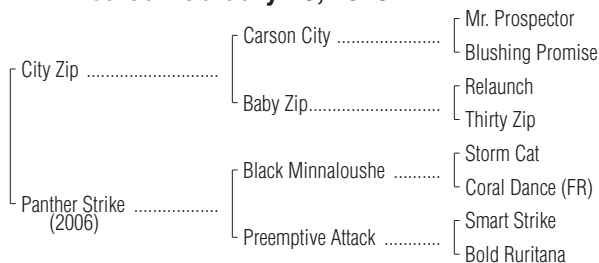 Mr. Prospector
Carson City ..................
Blushing Promise
City Zip .......................
Relaunch
Baby Zip.......................
Thirty Zip
Storm Cat
Black Minnaloushe ..........
Coral Dance (FR)
Panther Strike ...............
(2006)
Smart Strike
Preemptive Attack ............
Bold Ruritana